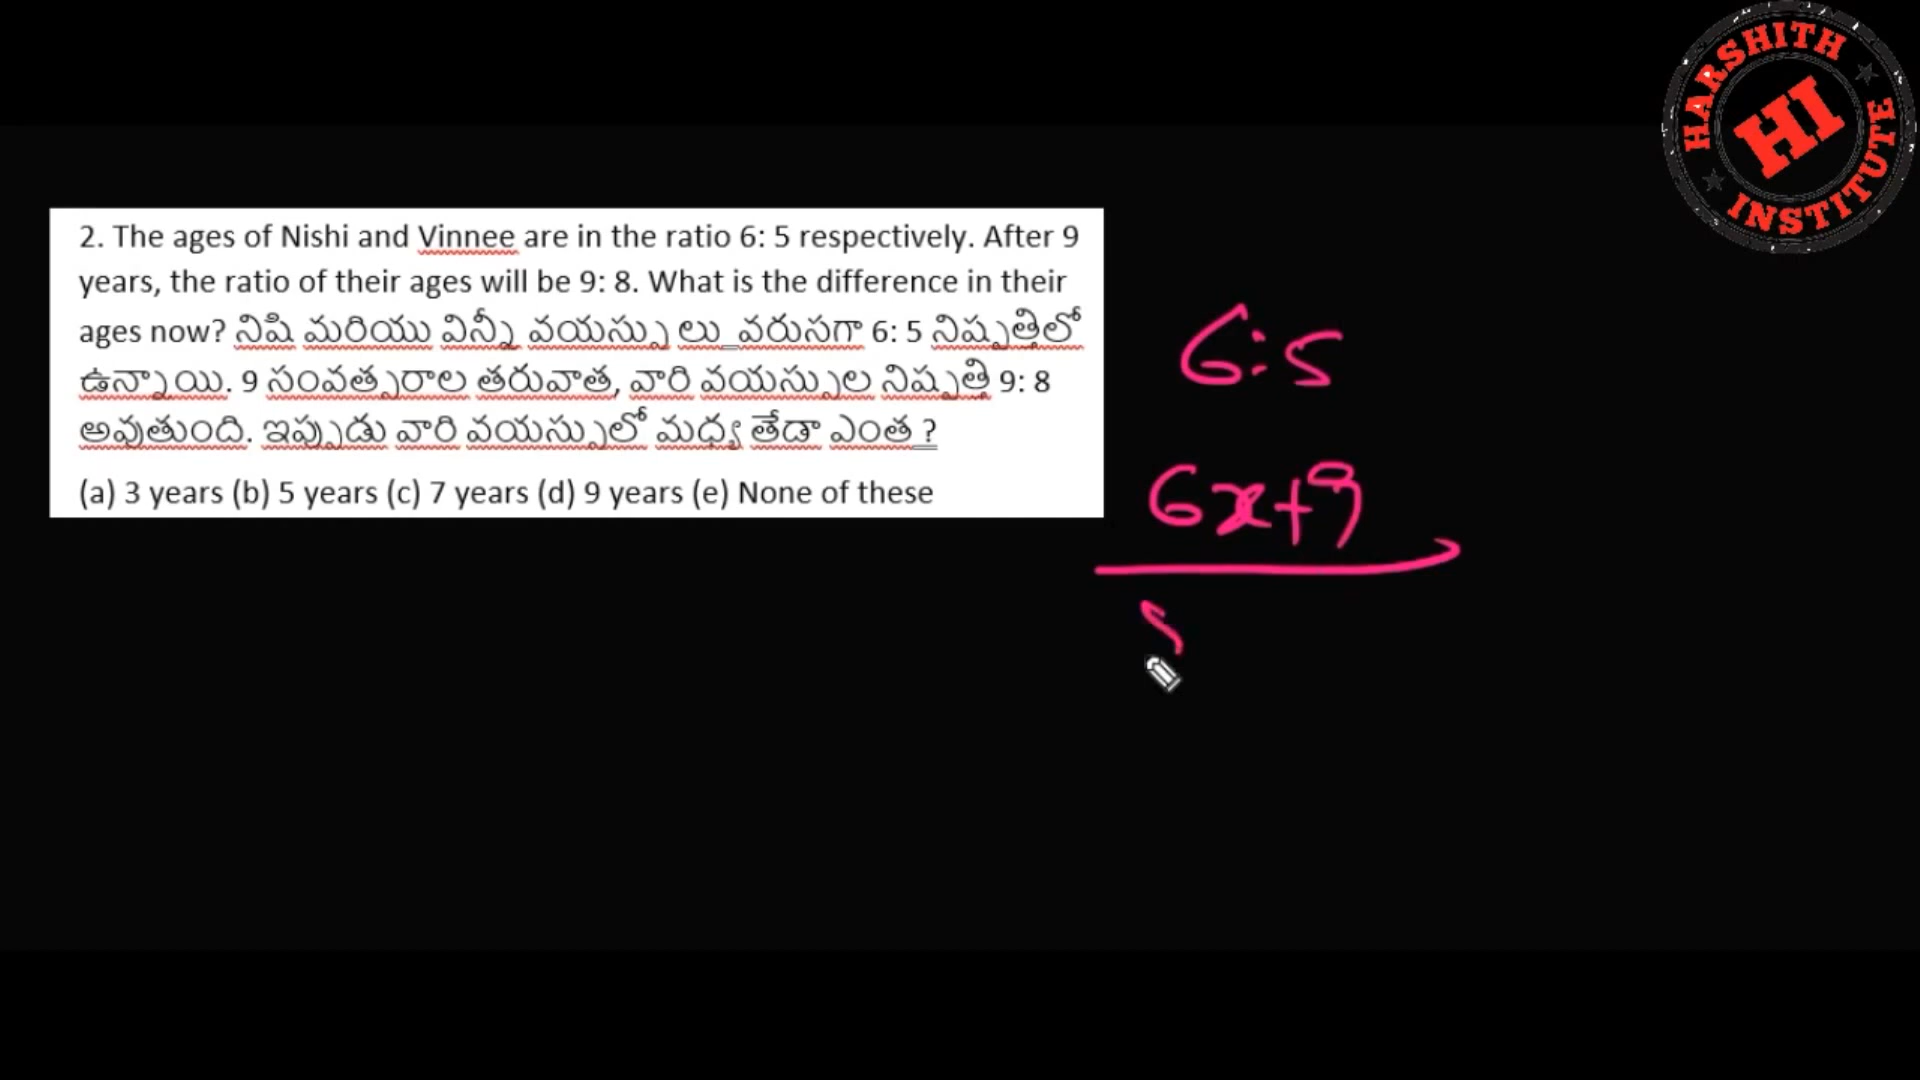 HARSHITH
HI
INSTITUTE
2. The ages of Nishi and Vinnee are in the ratio 6: 5 respectively. After 9
years, the ratio of their ages will be 9: 8. What is the difference in their
ages now? నిషి మరియు విన్నీ వయస్సు లు వరుసగా 6: 5 నిష్పత్తిలో
ఉన్నాయి. 9 సంవత్సరాల తరువాత, వారి వయస్సుల నిష్పత్తి 9: 8
అవుతుంది. ఇప్పుడు వారి వయస్సులో మధ్య తేడా ఎంత ?
(a) 3 years (b) 5 years (c) 7 years (d) 9 years (e) None of these
6:5
6x+9